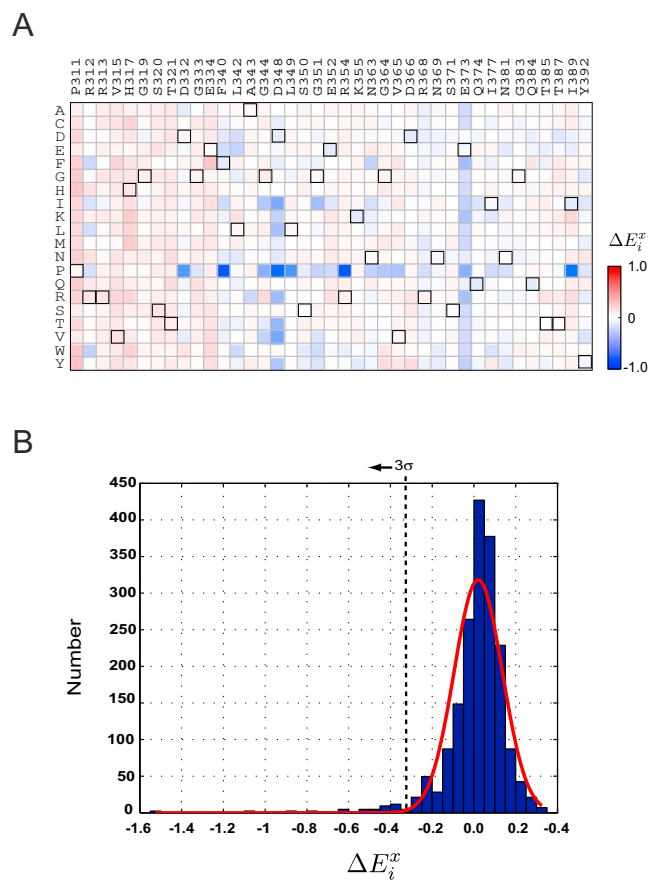 A
P311 R312 R313 V315 H317 G319 S320 T321 D332 G333 E334 F340 L342 A343 G344 D348 L349 S350 G351 E352 R354 K355 N363 G364 V365 D366 R368 N369 S371 E373 Q374 I377 N381 G383 Q384 T385 T387 I389 Y392
A
C
D
E
F
G
H
I
K
L
M
N
P
Q
R
S
T
V
W
Y
ΔE_i^x
1.0
0
-1.0
B
3σ
450
400
350
300
250
200
150
100
50
0
Number
-1.6 -1.4 -1.2 -1 -0.8 -0.6 -0.4 -0.2 0.0 0.2 -0.4
ΔE_i^x